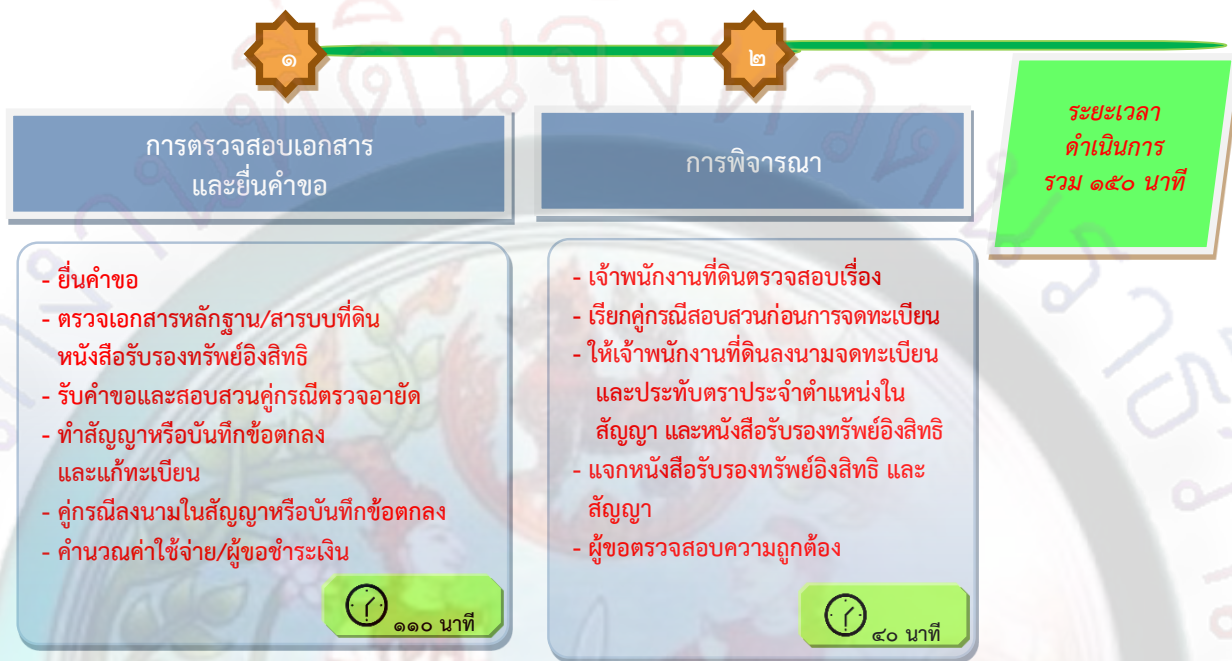 ๑
๒
การตรวจสอบเอกสาร
และยื่นคำขอ
การพิจารณา
ระยะเวลา
ดำเนินการ
รวม ๑๕๐ นาที
- ยื่นคำขอ
- ตรวจเอกสารหลักฐาน/สารบบที่ดิน
หนังสือรับรองทรัพย์อิงสิทธิ
- รับคำขอและสอบสวนคู่กรณีตรวจอายัด
- ทำสัญญาหรือบันทึกข้อตกลง
และแก้ทะเบียน
- คู่กรณีลงนามในสัญญาหรือบันทึกข้อตกลง
- คำนวณค่าใช้จ่าย/ผู้ขอชำระเงิน
๑๑๐ นาที
- เจ้าพนักงานที่ดินตรวจสอบเรื่อง
- เรียกคู่กรณีสอบสวนก่อนการจดทะเบียน
- ให้เจ้าพนักงานที่ดินลงนามจดทะเบียน
และประทับตราประจำตำแหน่งใน
สัญญา และหนังสือรับรองทรัพย์อิงสิทธิ
- แจกหนังสือรับรองทรัพย์อิงสิทธิ และ
สัญญา
- ผู้ขอตรวจสอบความถูกต้อง
๔๐ นาที